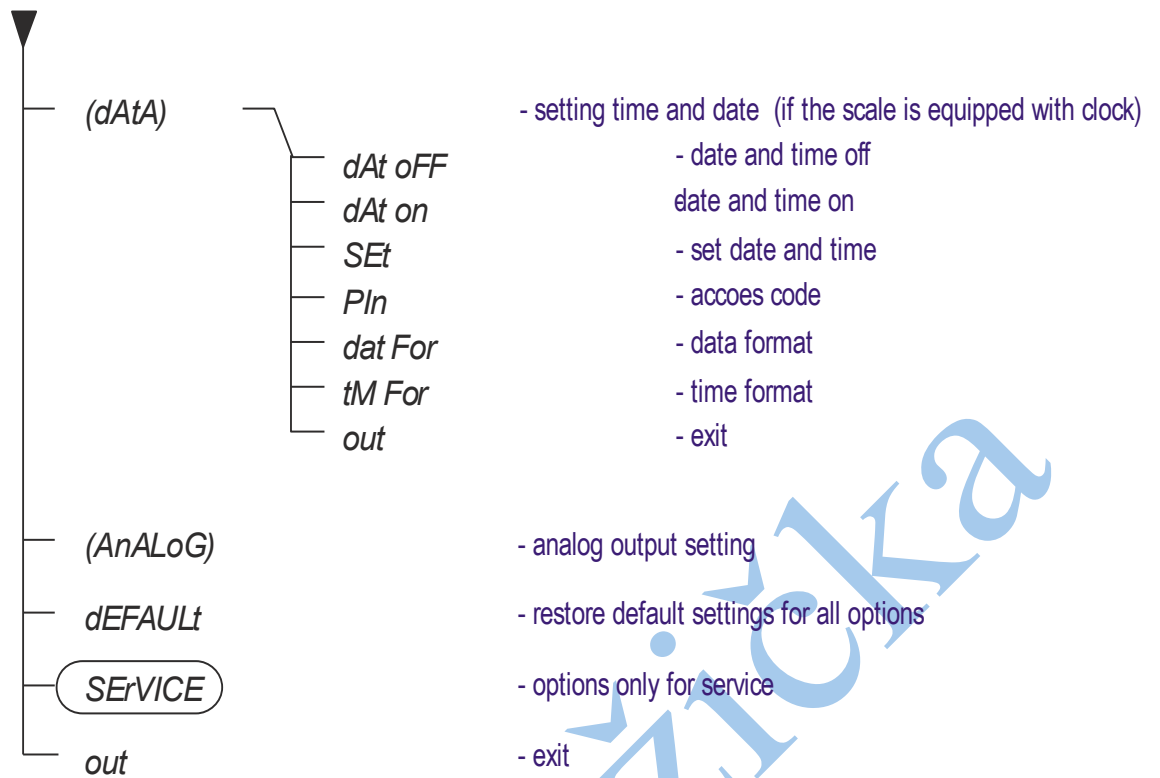 (dAtA) - setting time and date (if the scale is equipped with clock)
dAt oFF - date and time off
dAt on date and time on
SEt - set date and time
PIn - accoes code
dat For - data format
tM For - time format
out - exit
(AnALoG) - analog output setting
dEFAULt - restore default settings for all options
SErVICE - options only for service
out - exit
žička